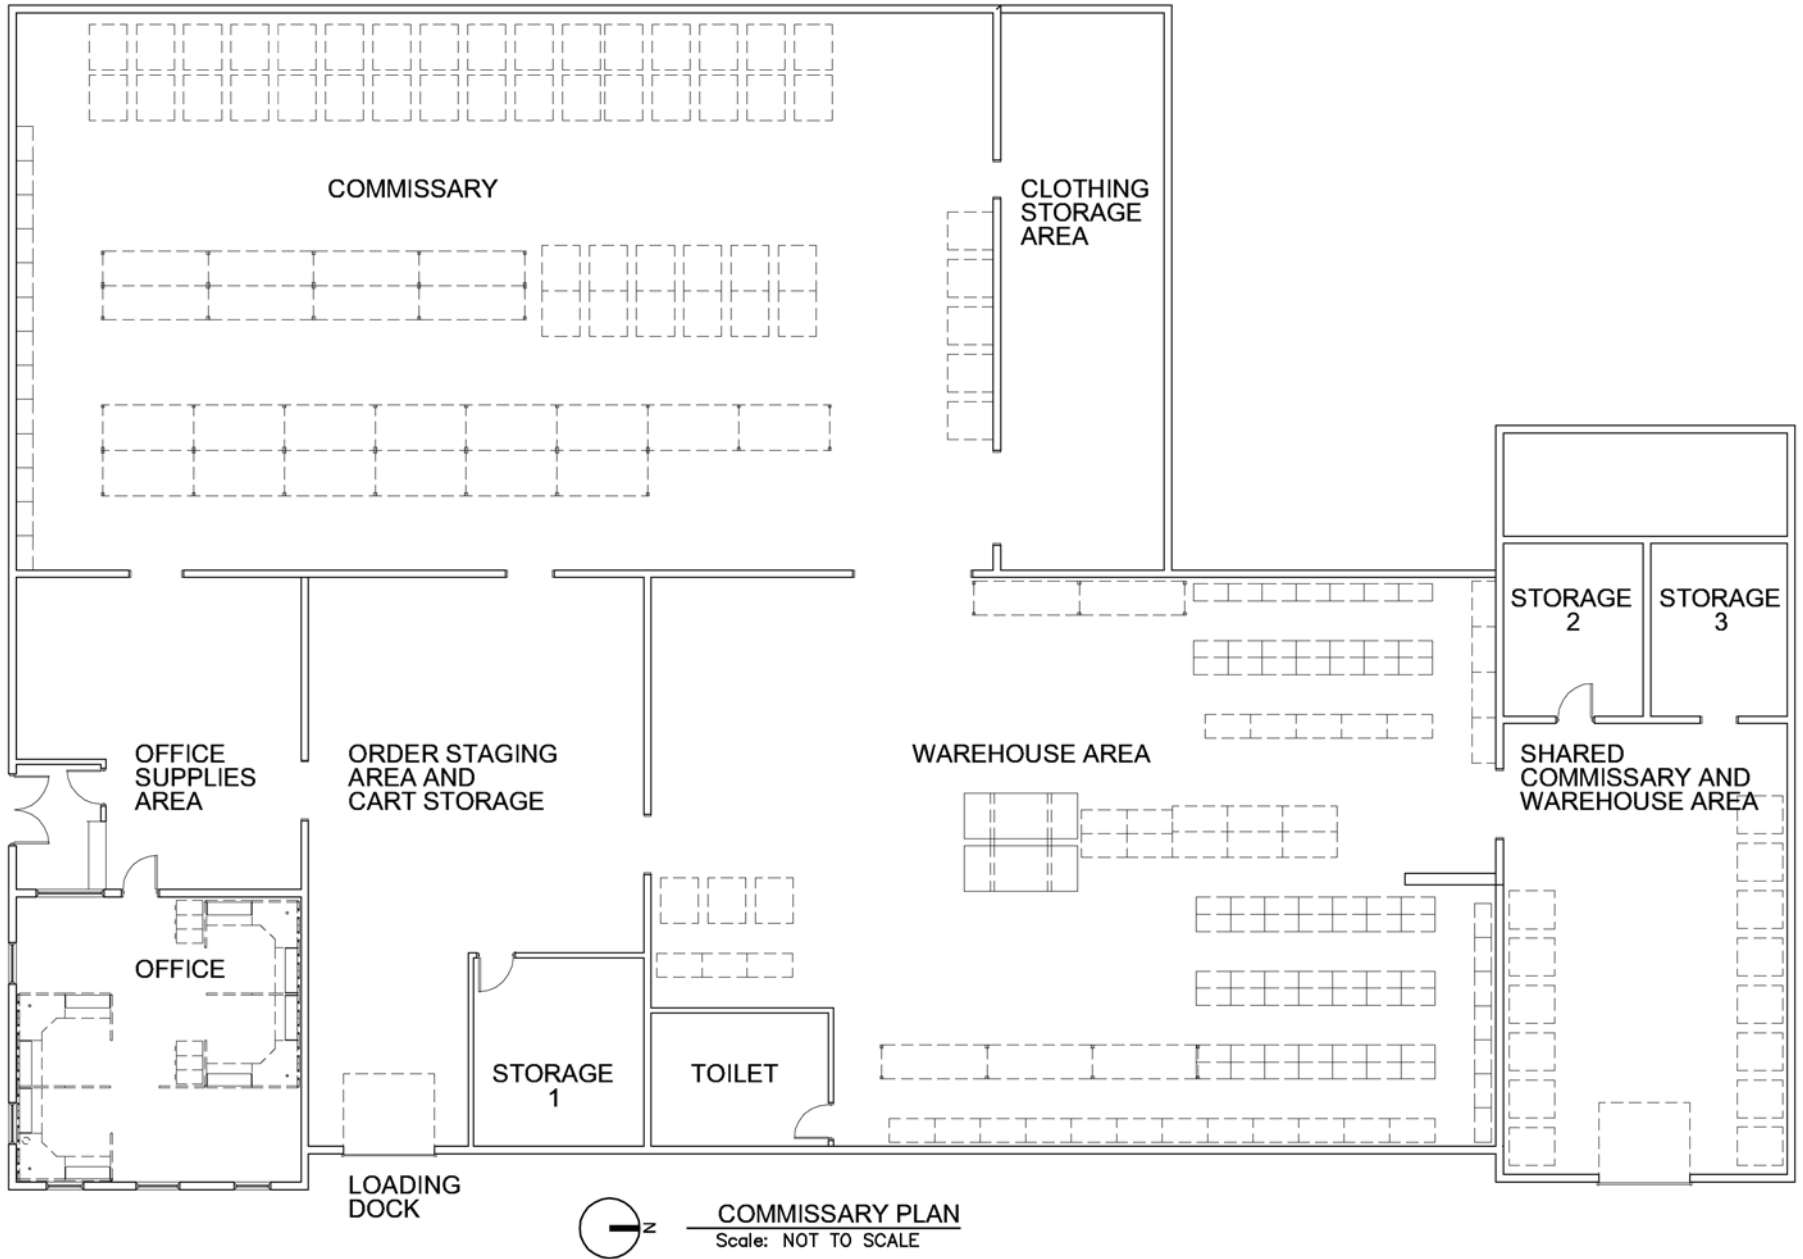 COMMISSARY
CLOTHING
STORAGE
AREA
STORAGE
2
STORAGE
3
OFFICE
SUPPLIES
AREA
ORDER STAGING
AREA AND
CART STORAGE
WAREHOUSE AREA
SHARED
COMMISSARY AND
WAREHOUSE AREA
OFFICE
STORAGE
1
TOILET
LOADING
DOCK
N
COMMISSARY PLAN
Scale: NOT TO SCALE